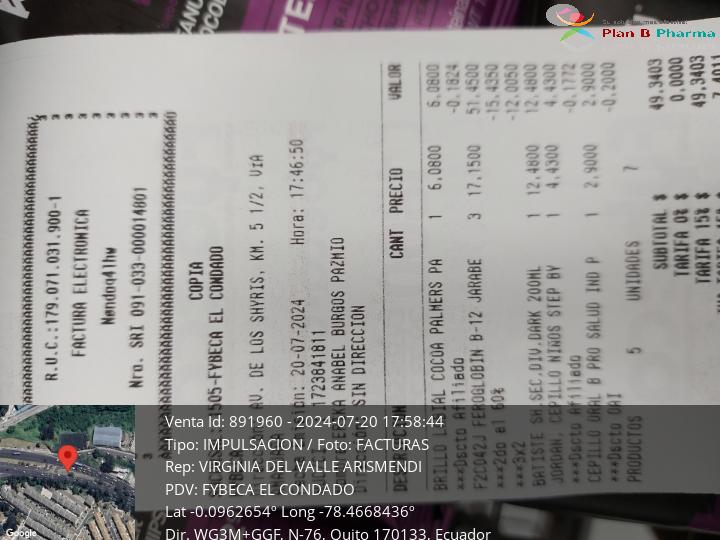 R.U.C.:179.071.031.900-1
FACTURA ELECTRONICA
Nro. SRI 091-033-000014801
COPIA
505-FYBECA EL CONDADO
AV. DE LOS SHYRIS, KM. 5 1/2, VIA
20-07-2024 Hora: 17:46:50
1723841811
ANABEL BURGOS PAZMIO
SIN DIRECCION
CANT PRECIO VALOR
BRILLO COCOA PALMERS PA 1 6,0800 6,0800
***Dscto Afiliado -0,1824
F2C042J FEROGLOBIN B-12 JARABE 3 17,1500 51,4500
***2do al 60% -15,4350
***3X2 -12,0050
BATISTE SH.SEC.DIV.DARK 200ML 1 12,4800 12,4800
JORDAN, CEPILLO NIÑOS STEP BY 1 4,4300 4,4300
***Dscto Afiliado -0,1772
CEPILLO ORAL B PRO SALUD IND P 1 2,9000 2,9000
***Dscto OAI -0,2000
PRODUCTOS 5 UNIDADES 7
SUBTOTAL $ 49,3403
TARIFA 0% $ 0,0000
TARIFA 15% $ 49,3403
Plan B Pharma
Venta Id: 891960 - 2024-07-20 17:58:44
Tipo: IMPULSACION / Foto: FACTURAS
Rep: VIRGINIA DEL VALLE ARISMENDI
PDV: FYBECA EL CONDADO
Lat -0.0962654° Long -78.4668436°
Dir. WG3M+GGF, N-76, Quito 170133, Ecuador
Google